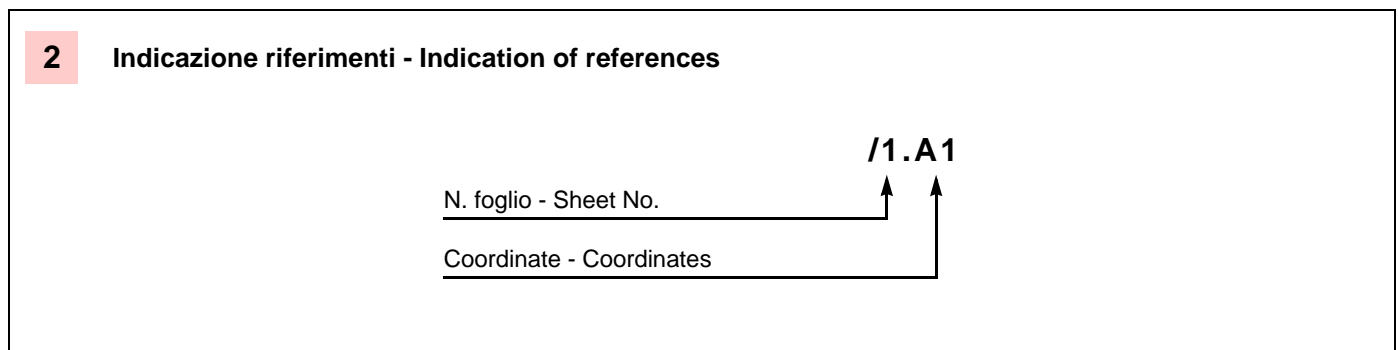 2 Indicazione riferimenti - Indication of references
/1.A1
N. foglio - Sheet No.
Coordinate - Coordinates